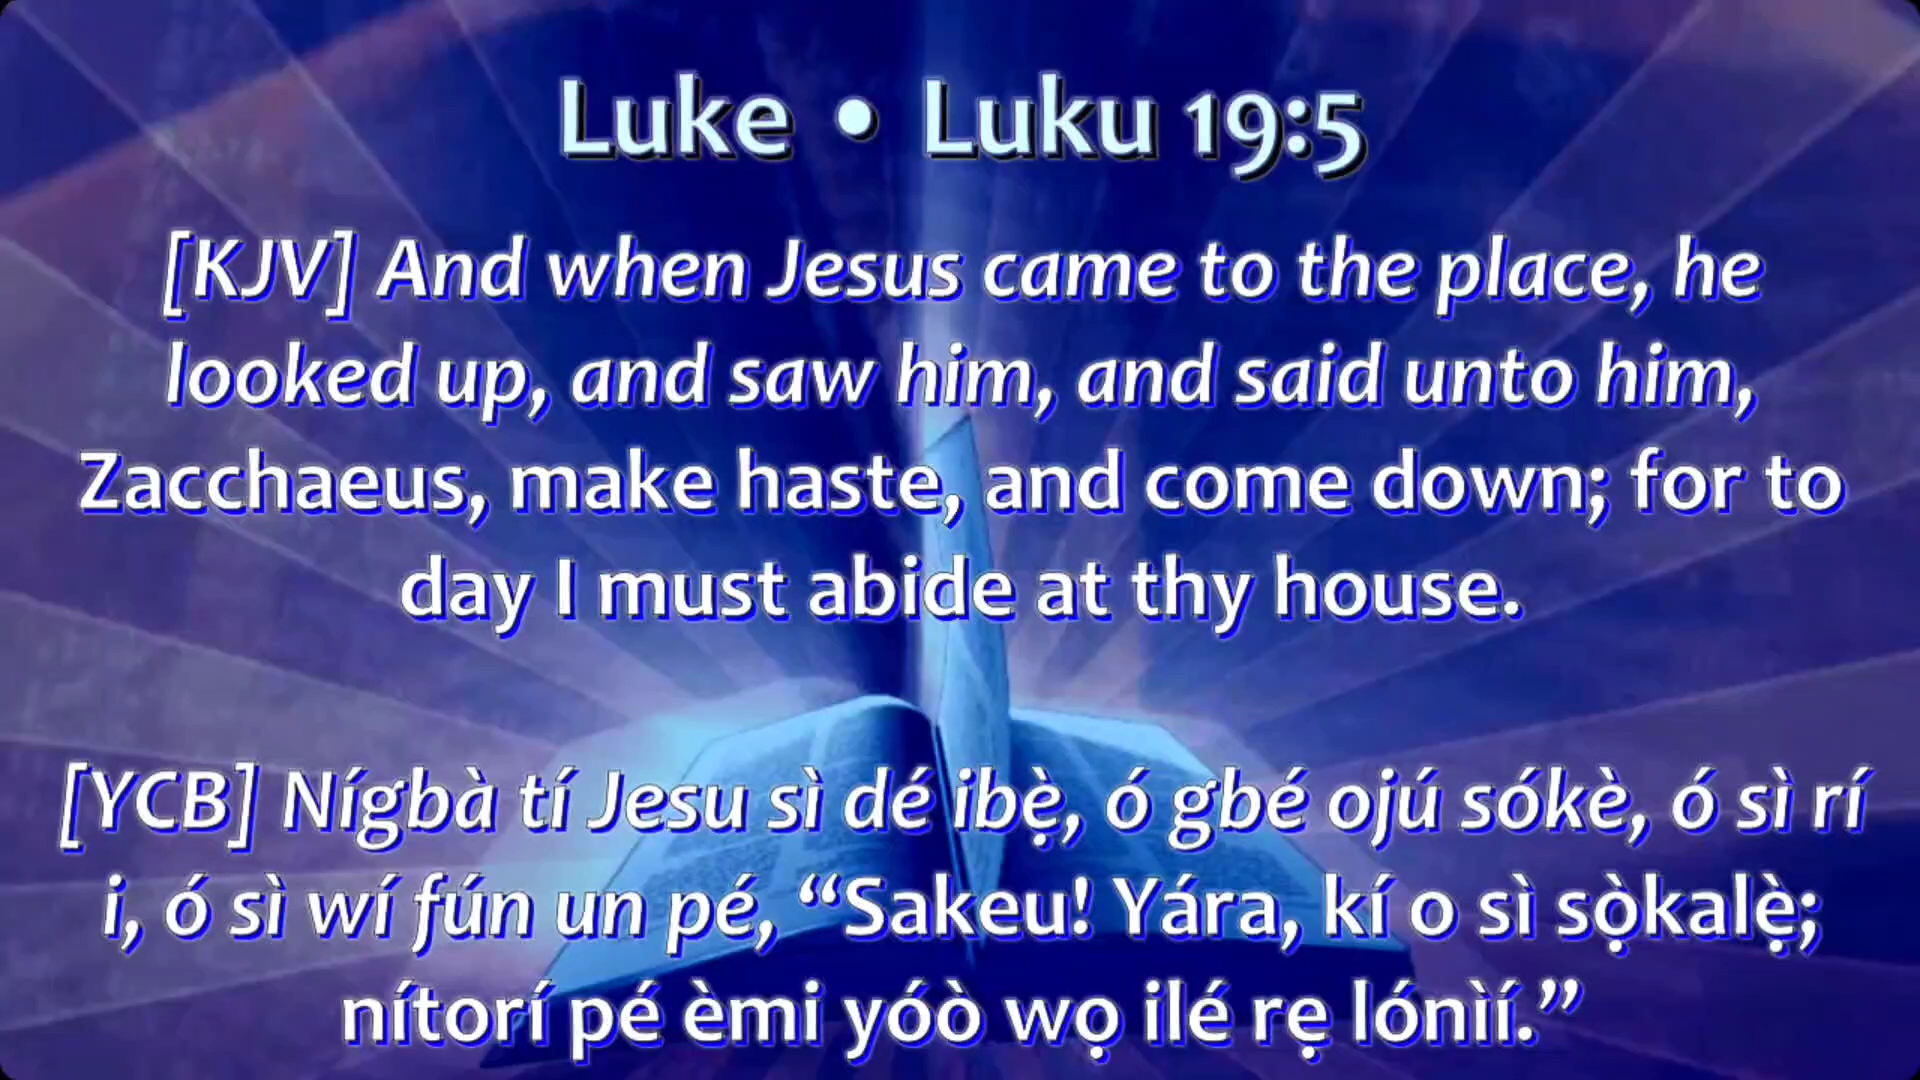 Luke • Luku 19:5
[KJV] And when Jesus came to the place, he
looked up, and saw him, and said unto him,
Zacchaeus, make haste, and come down; for to
day I must abide at thy house.
[YCB] Nígbà tí Jesu sì dé ibẹ̀, ó gbé ojú sókè, ó sì rí
i, ó sì wí fún un pé, “Sakeu! Yára, kí o sì sọ̀kalẹ̀;
nítorí pé èmi yóò wọ ilé rẹ lónìí.”